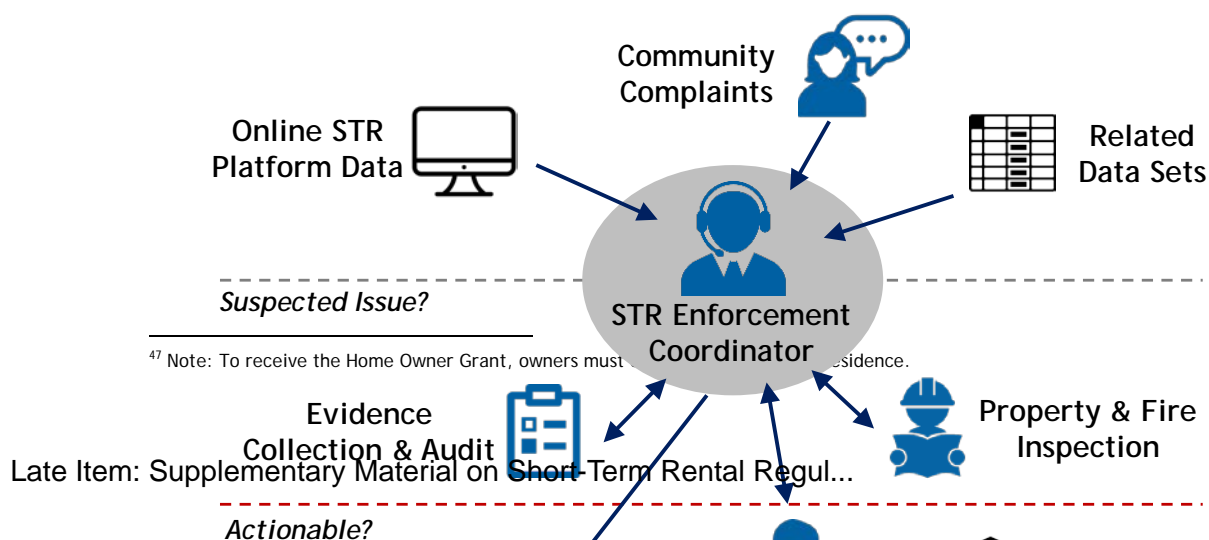 Community
Complaints
Online STR
Platform Data
Related
Data Sets
Suspected Issue?
STR Enforcement
Coordinator
47 Note: To receive the Home Owner Grant, owners must esidence.
Evidence
Collection & Audit
Property & Fire
Inspection
Late Item: Supplementary Material on Short-Term Rental Regul...
Actionable?